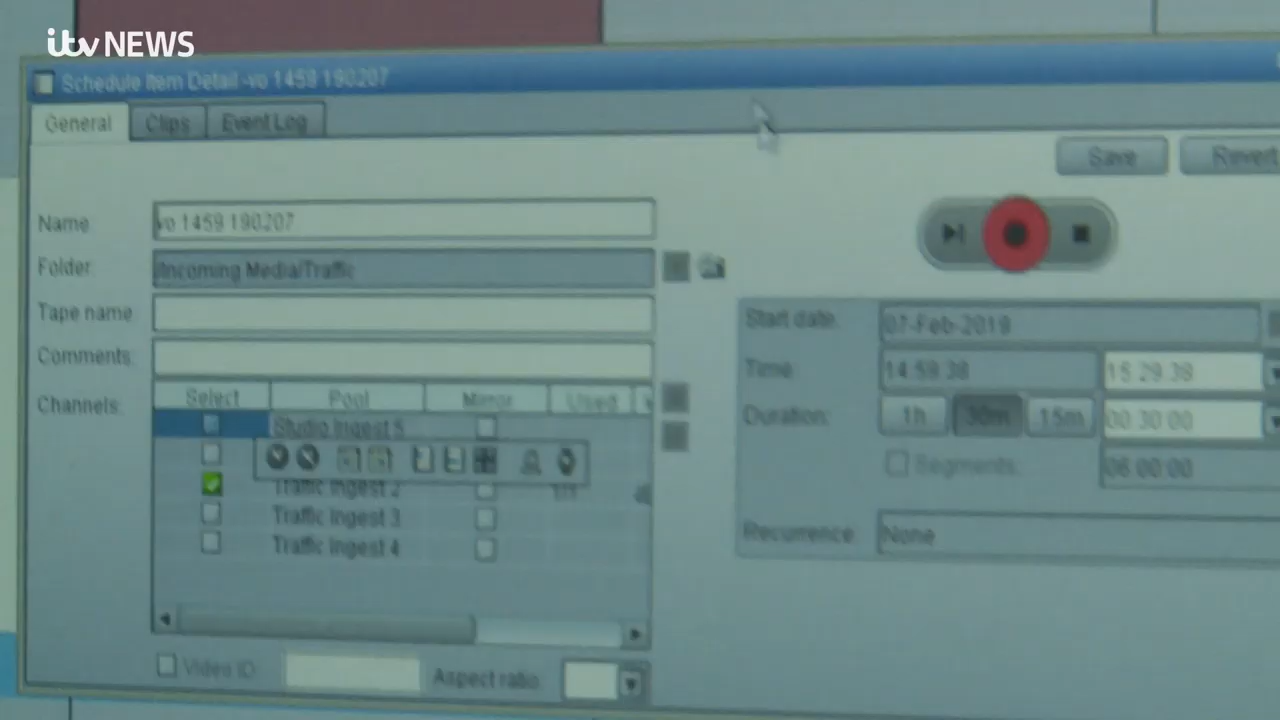 itv NEWS
Schedule Item Detail -vo 1459 190207
General Clips Event Log
Save Revert
Name vo 1459 190207
Folder: /Incoming Media/Traffic
Tape name
Comments:
Channels: Select Pool Mirror Used
Studio Ingest 5
Traffic Ingest 2 1/1
Traffic Ingest 3
Traffic Ingest 4
Video ID: Aspect ratio:
Start date: 07-Feb-2019
Time: 14:59:38 15:29:38
Duration: 1h 30m 15m 00:30:00
Segments: 06:00:00
Recurrence: None